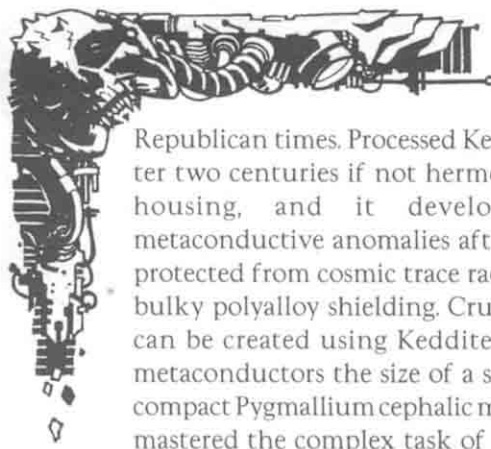 Republican times. Processed Ke
ter two centuries if not herme
housing, and it develo
metaconductive anomalies aft
protected from cosmic trace rac
bulky polyalloy shielding. Cru
can be created using Keddite
metaconductors the size of a s
compact Pygmallium cephalic m
mastered the complex task of